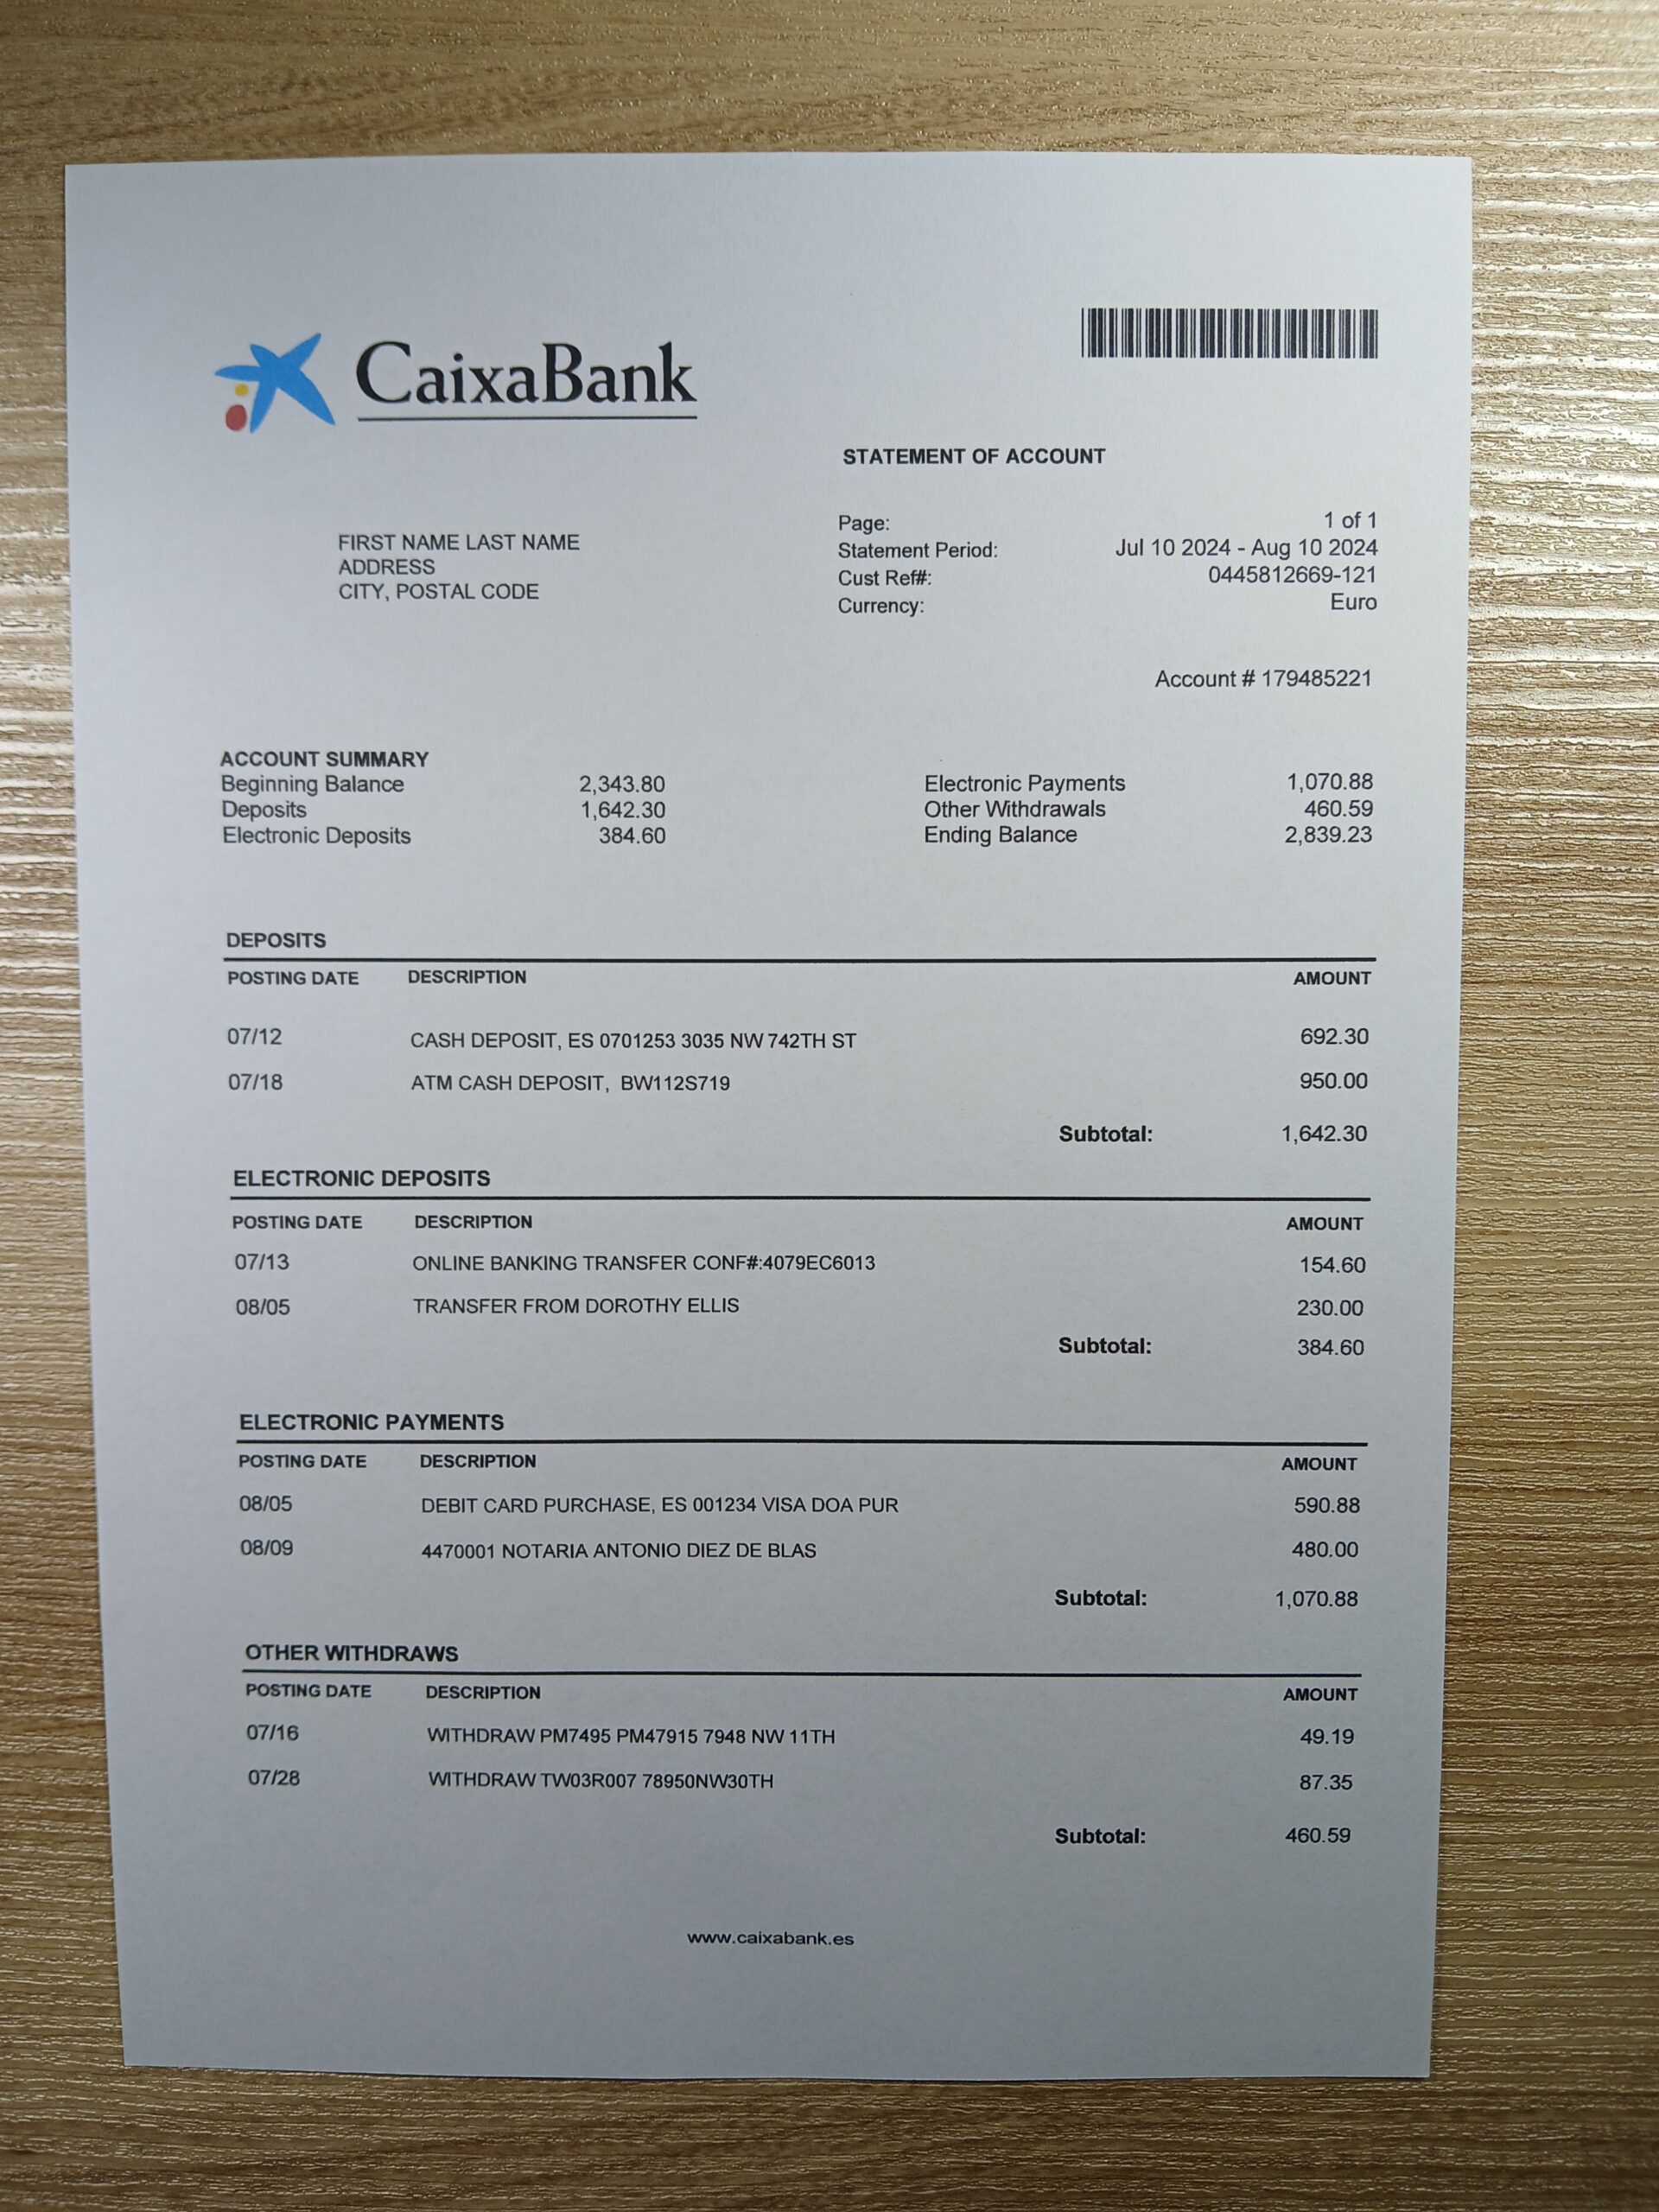 CaixaBank
STATEMENT OF ACCOUNT
FIRST NAME LAST NAME
ADDRESS
CITY, POSTAL CODE
Page: 1 of 1
Statement Period: Jul 10 2024 - Aug 10 2024
Cust Ref#: 0445812669-121
Currency: Euro
Account # 179485221
ACCOUNT SUMMARY
Beginning Balance 2,343.80 Electronic Payments 1,070.88
Deposits 1,642.30 Other Withdrawals 460.59
Electronic Deposits 384.60 Ending Balance 2,839.23
DEPOSITS
POSTING DATE DESCRIPTION AMOUNT
07/12 CASH DEPOSIT, ES 0701253 3035 NW 742TH ST 692.30
07/18 ATM CASH DEPOSIT, BW112S719 950.00
Subtotal: 1,642.30
ELECTRONIC DEPOSITS
POSTING DATE DESCRIPTION AMOUNT
07/13 ONLINE BANKING TRANSFER CONF#:4079EC6013 154.60
08/05 TRANSFER FROM DOROTHY ELLIS 230.00
Subtotal: 384.60
ELECTRONIC PAYMENTS
POSTING DATE DESCRIPTION AMOUNT
08/05 DEBIT CARD PURCHASE, ES 001234 VISA DOA PUR 590.88
08/09 4470001 NOTARIA ANTONIO DIEZ DE BLAS 480.00
Subtotal: 1,070.88
OTHER WITHDRAWS
POSTING DATE DESCRIPTION AMOUNT
07/16 WITHDRAW PM7495 PM47915 7948 NW 11TH 49.19
07/28 WITHDRAW TW03R007 78950NW30TH 87.35
Subtotal: 460.59
www.caixabank.es